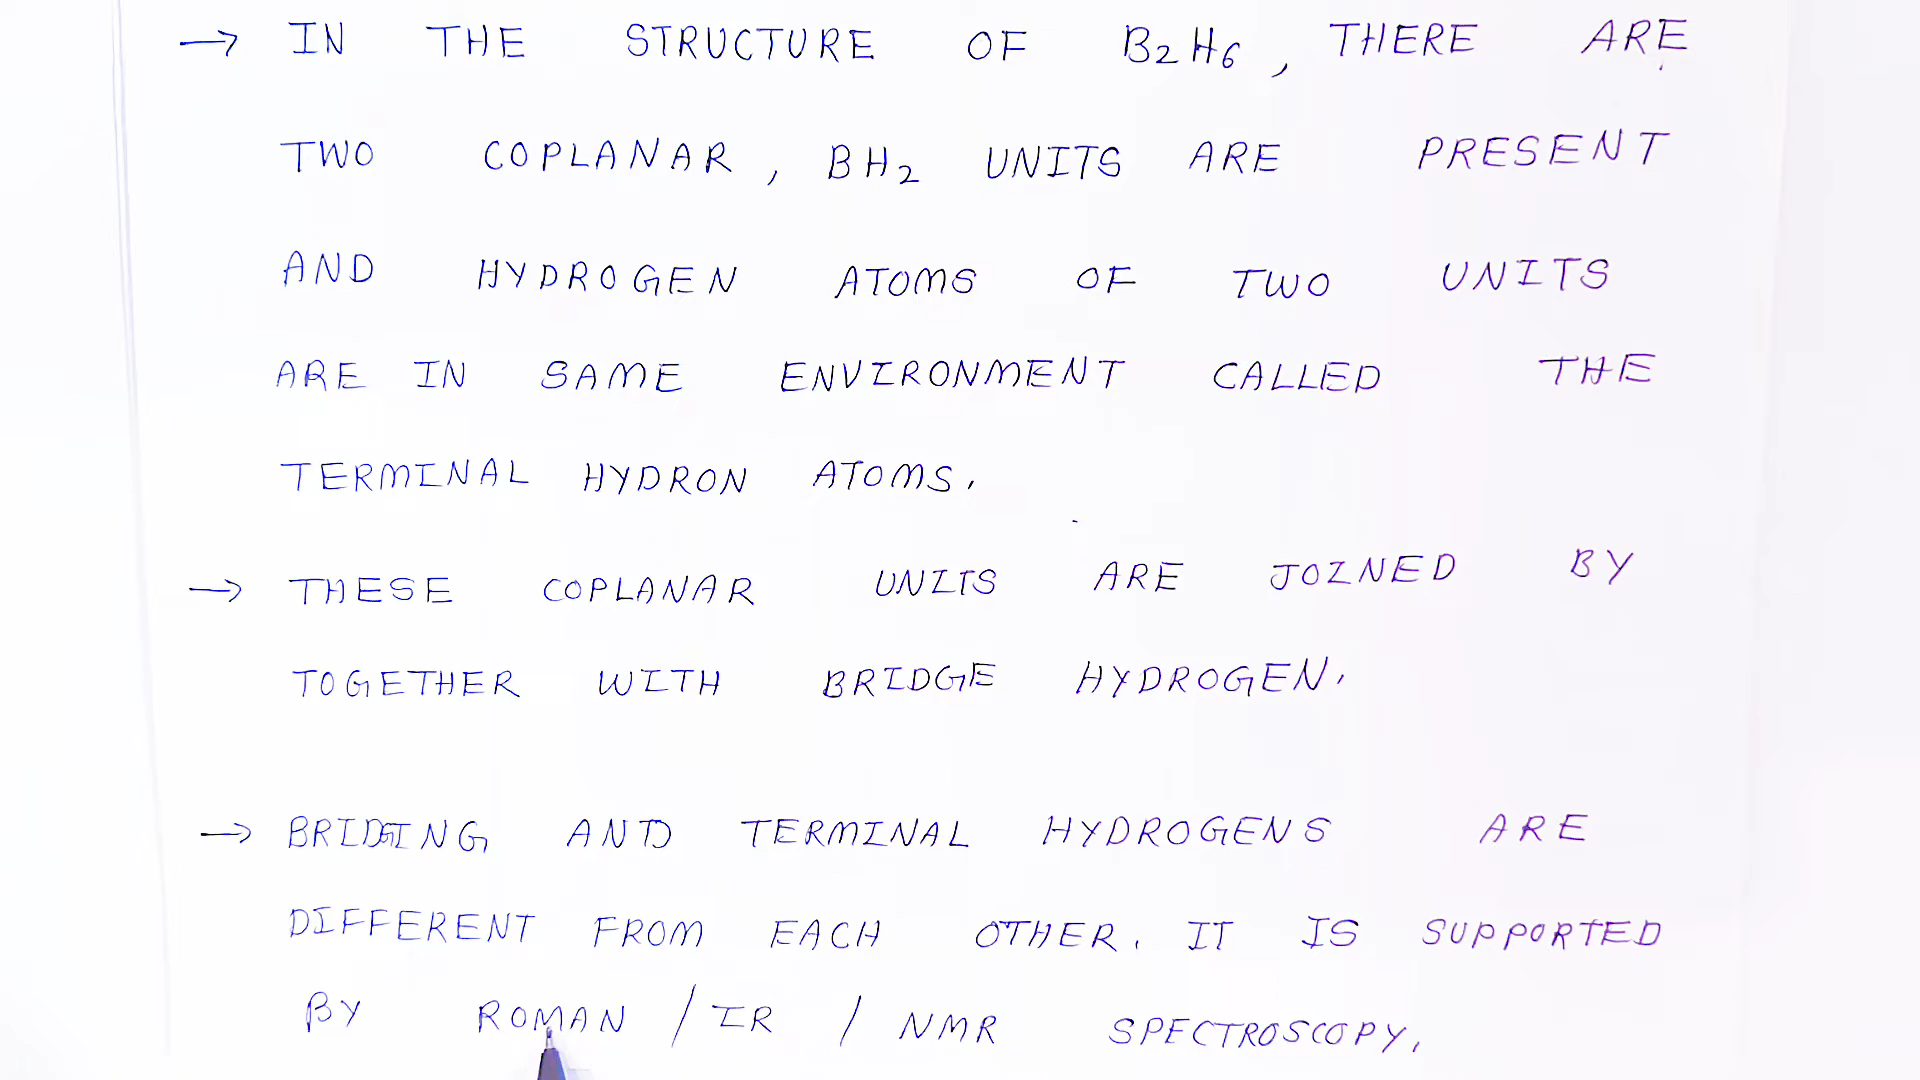 → IN THE STRUCTURE OF B2H6, THERE ARE
TWO COPLANAR, BH2 UNITS ARE PRESENT
AND HYDROGEN ATOMS OF TWO UNITS
ARE IN SAME ENVIRONMENT CALLED THE
TERMINAL HYDRON ATOMS.
→ THESE COPLANAR UNITS ARE JOINED BY
TOGETHER WITH BRIDGE HYDROGEN.
→ BRIDGING AND TERMINAL HYDROGENS ARE
DIFFERENT FROM EACH OTHER. IT IS SUPPORTED
BY ROMAN / IR / NMR SPECTROSCOPY.